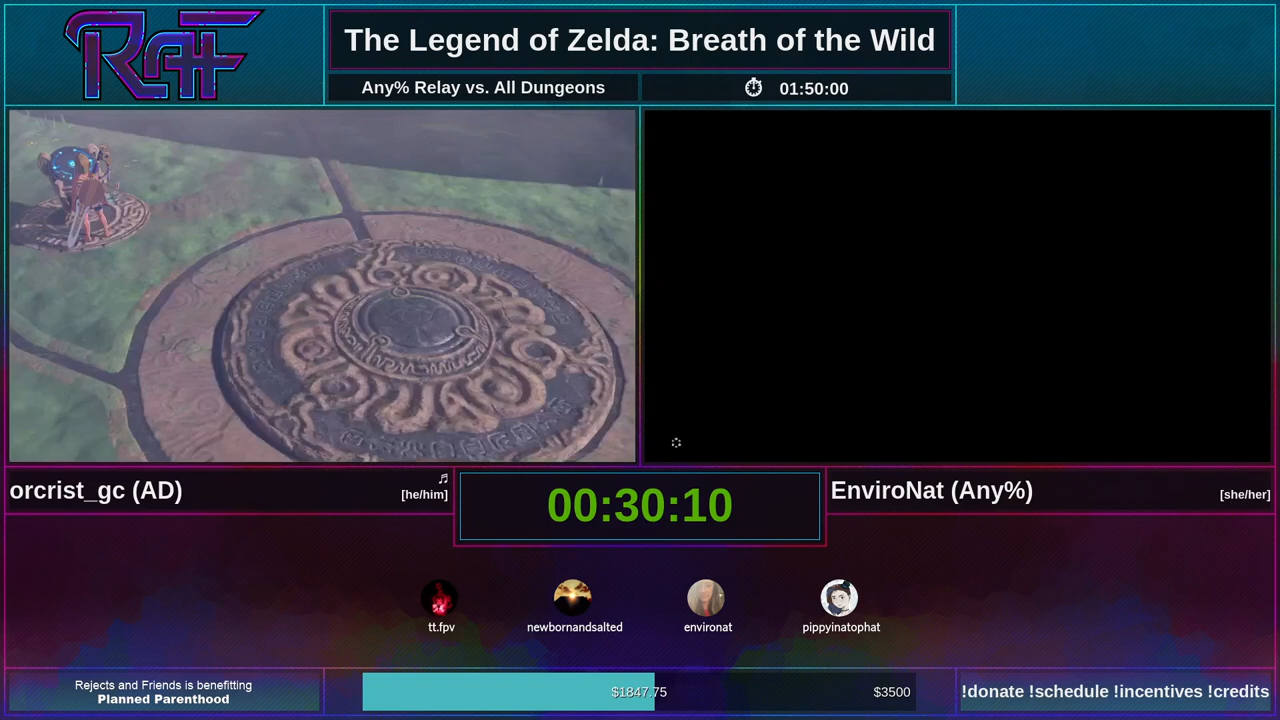 RAF
The Legend of Zelda: Breath of the Wild
Any% Relay vs. All Dungeons
01:50:00
orcrist_gc (AD)
[he/him]
00:30:10
EnviroNat (Any%)
[she/her]
tt.fpv
newbornandsalted
environat
pippyinatophat
Rejects and Friends is benefitting
Planned Parenthood
$1847.75
$3500
!donate !schedule !incentives !credits